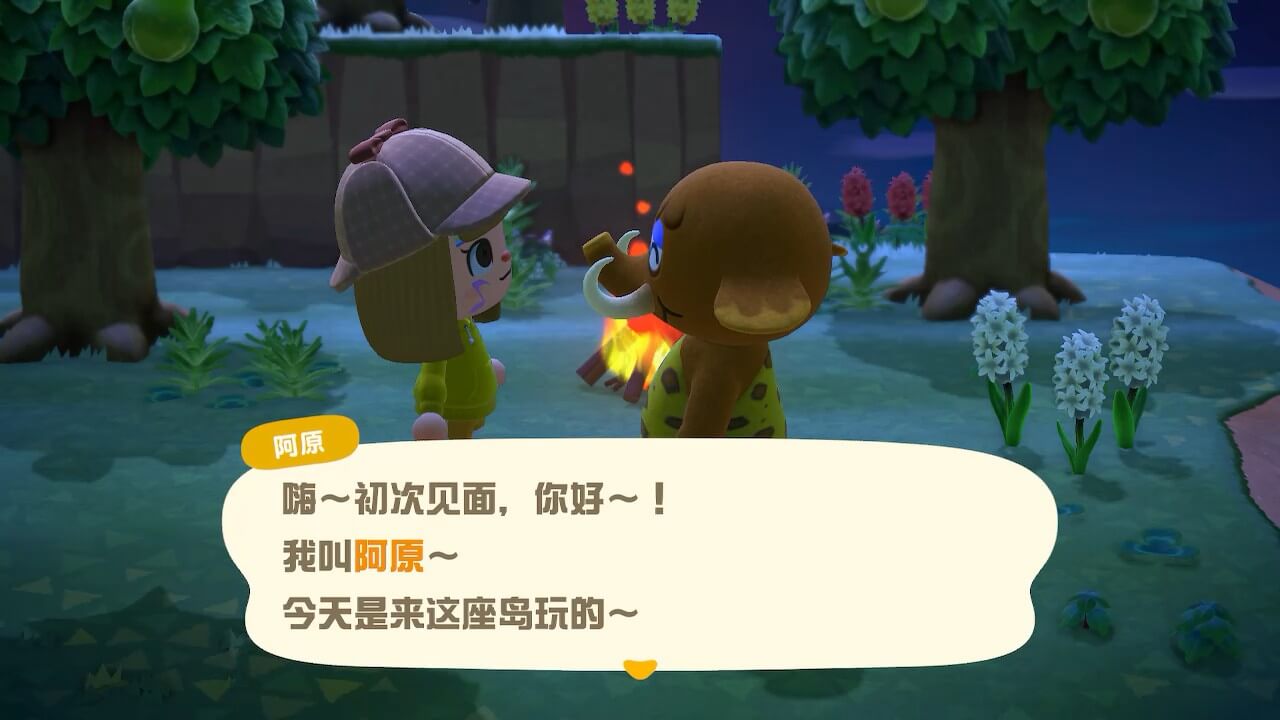 阿原
嗨～初次见面，你好～！
我叫阿原～
今天是来这座岛玩的～